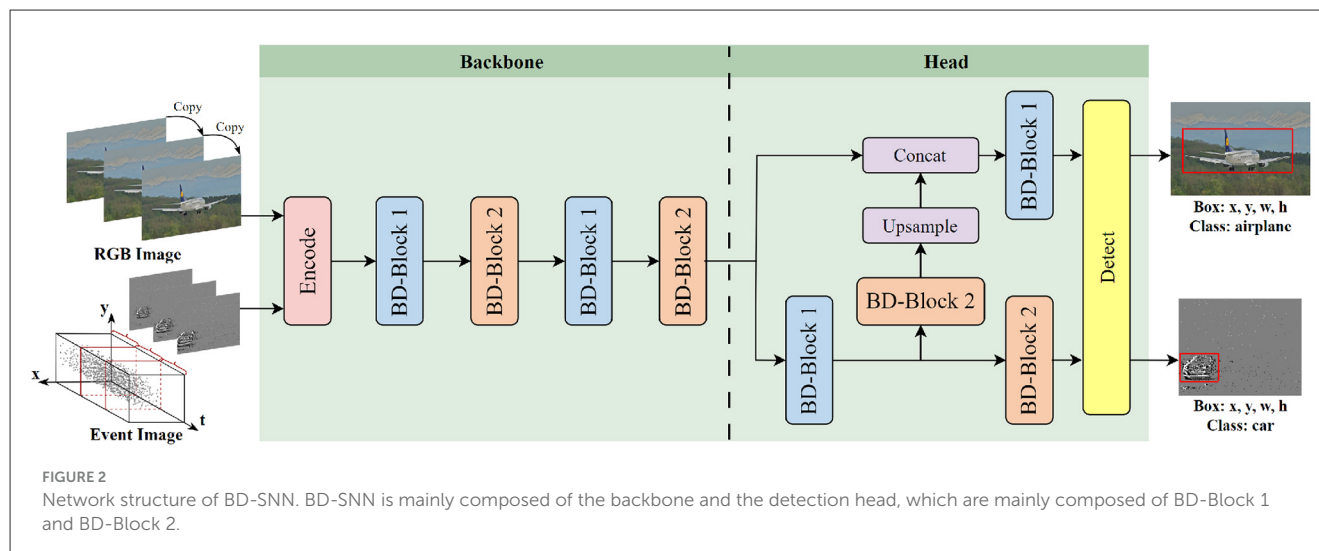 Backbone
Head
Copy
Copy
RGB Image
y
x
t
Event Image
Encode
BD-Block 1
BD-Block 2
BD-Block 1
BD-Block 2
Concat
Upsample
BD-Block 2
BD-Block 1
BD-Block 1
BD-Block 2
Detect
Box: x, y, w, h
Class: airplane
Box: x, y, w, h
Class: car
FIGURE 2
Network structure of BD-SNN. BD-SNN is mainly composed of the backbone and the detection head, which are mainly composed of BD-Block 1
and BD-Block 2.